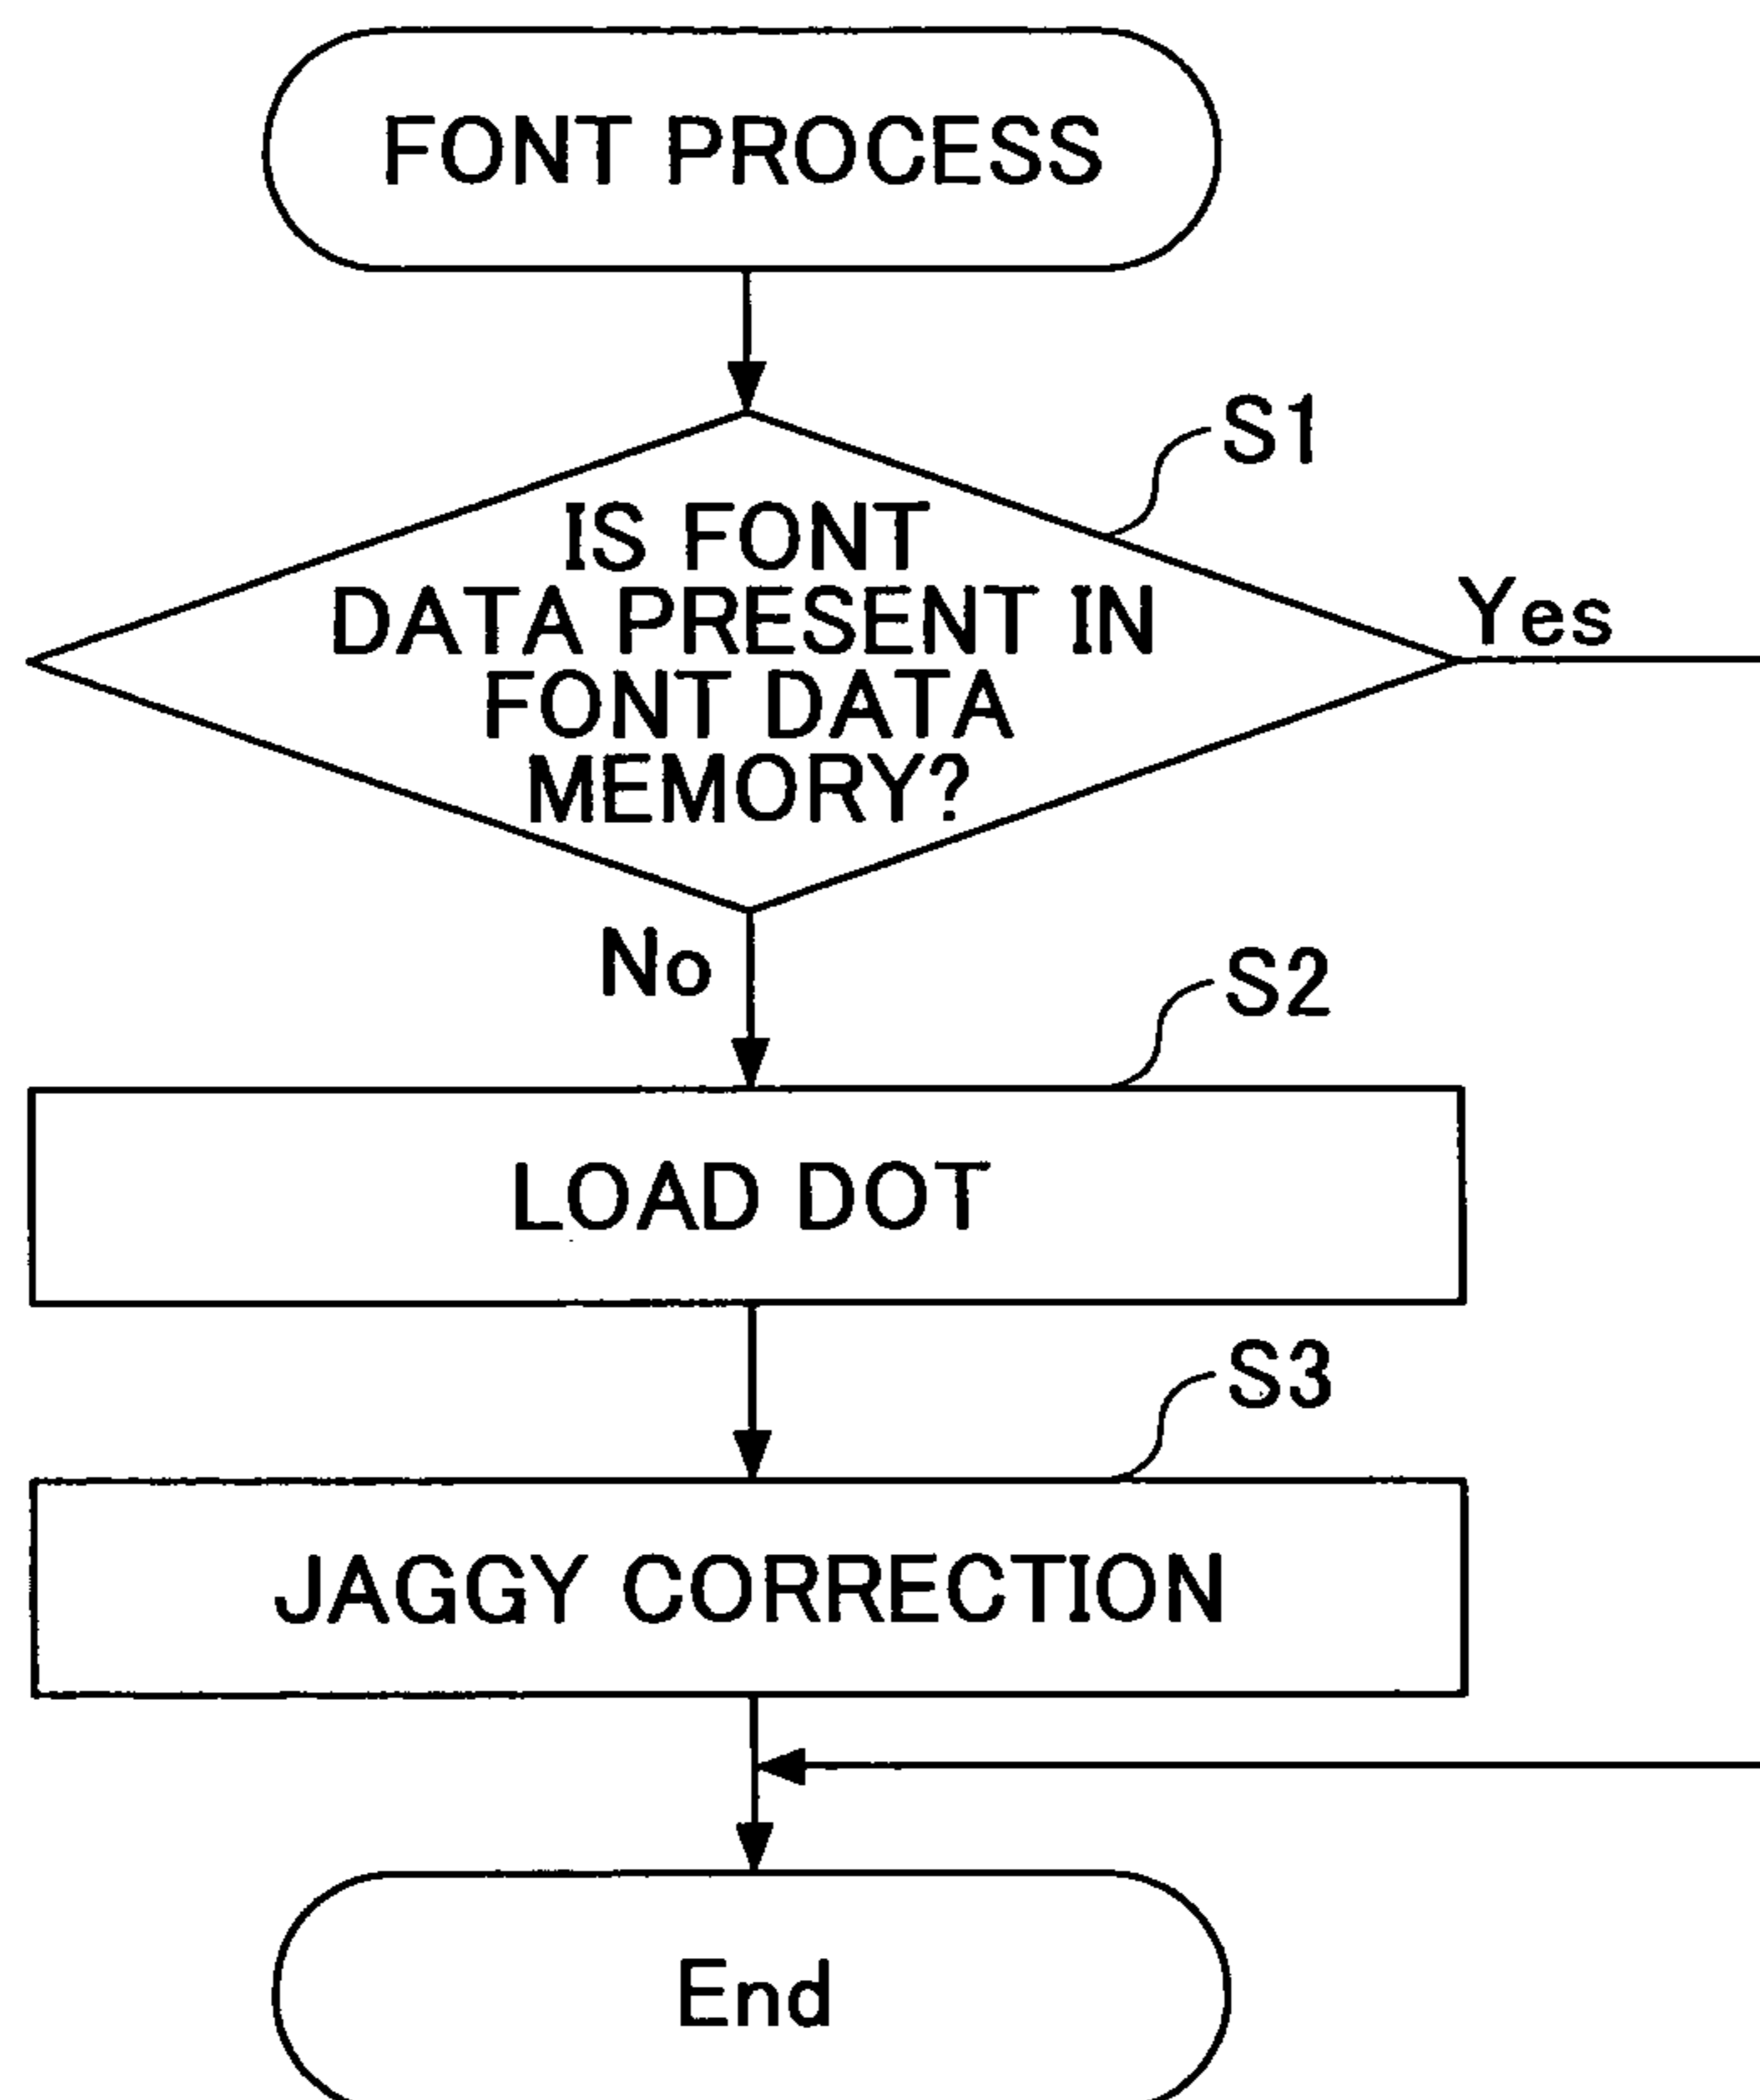 FONT PROCESS
S1
IS FONT
DATA PRESENT IN
FONT DATA
MEMORY?
Yes
No
S2
LOAD DOT
S3
JAGGY CORRECTION
End